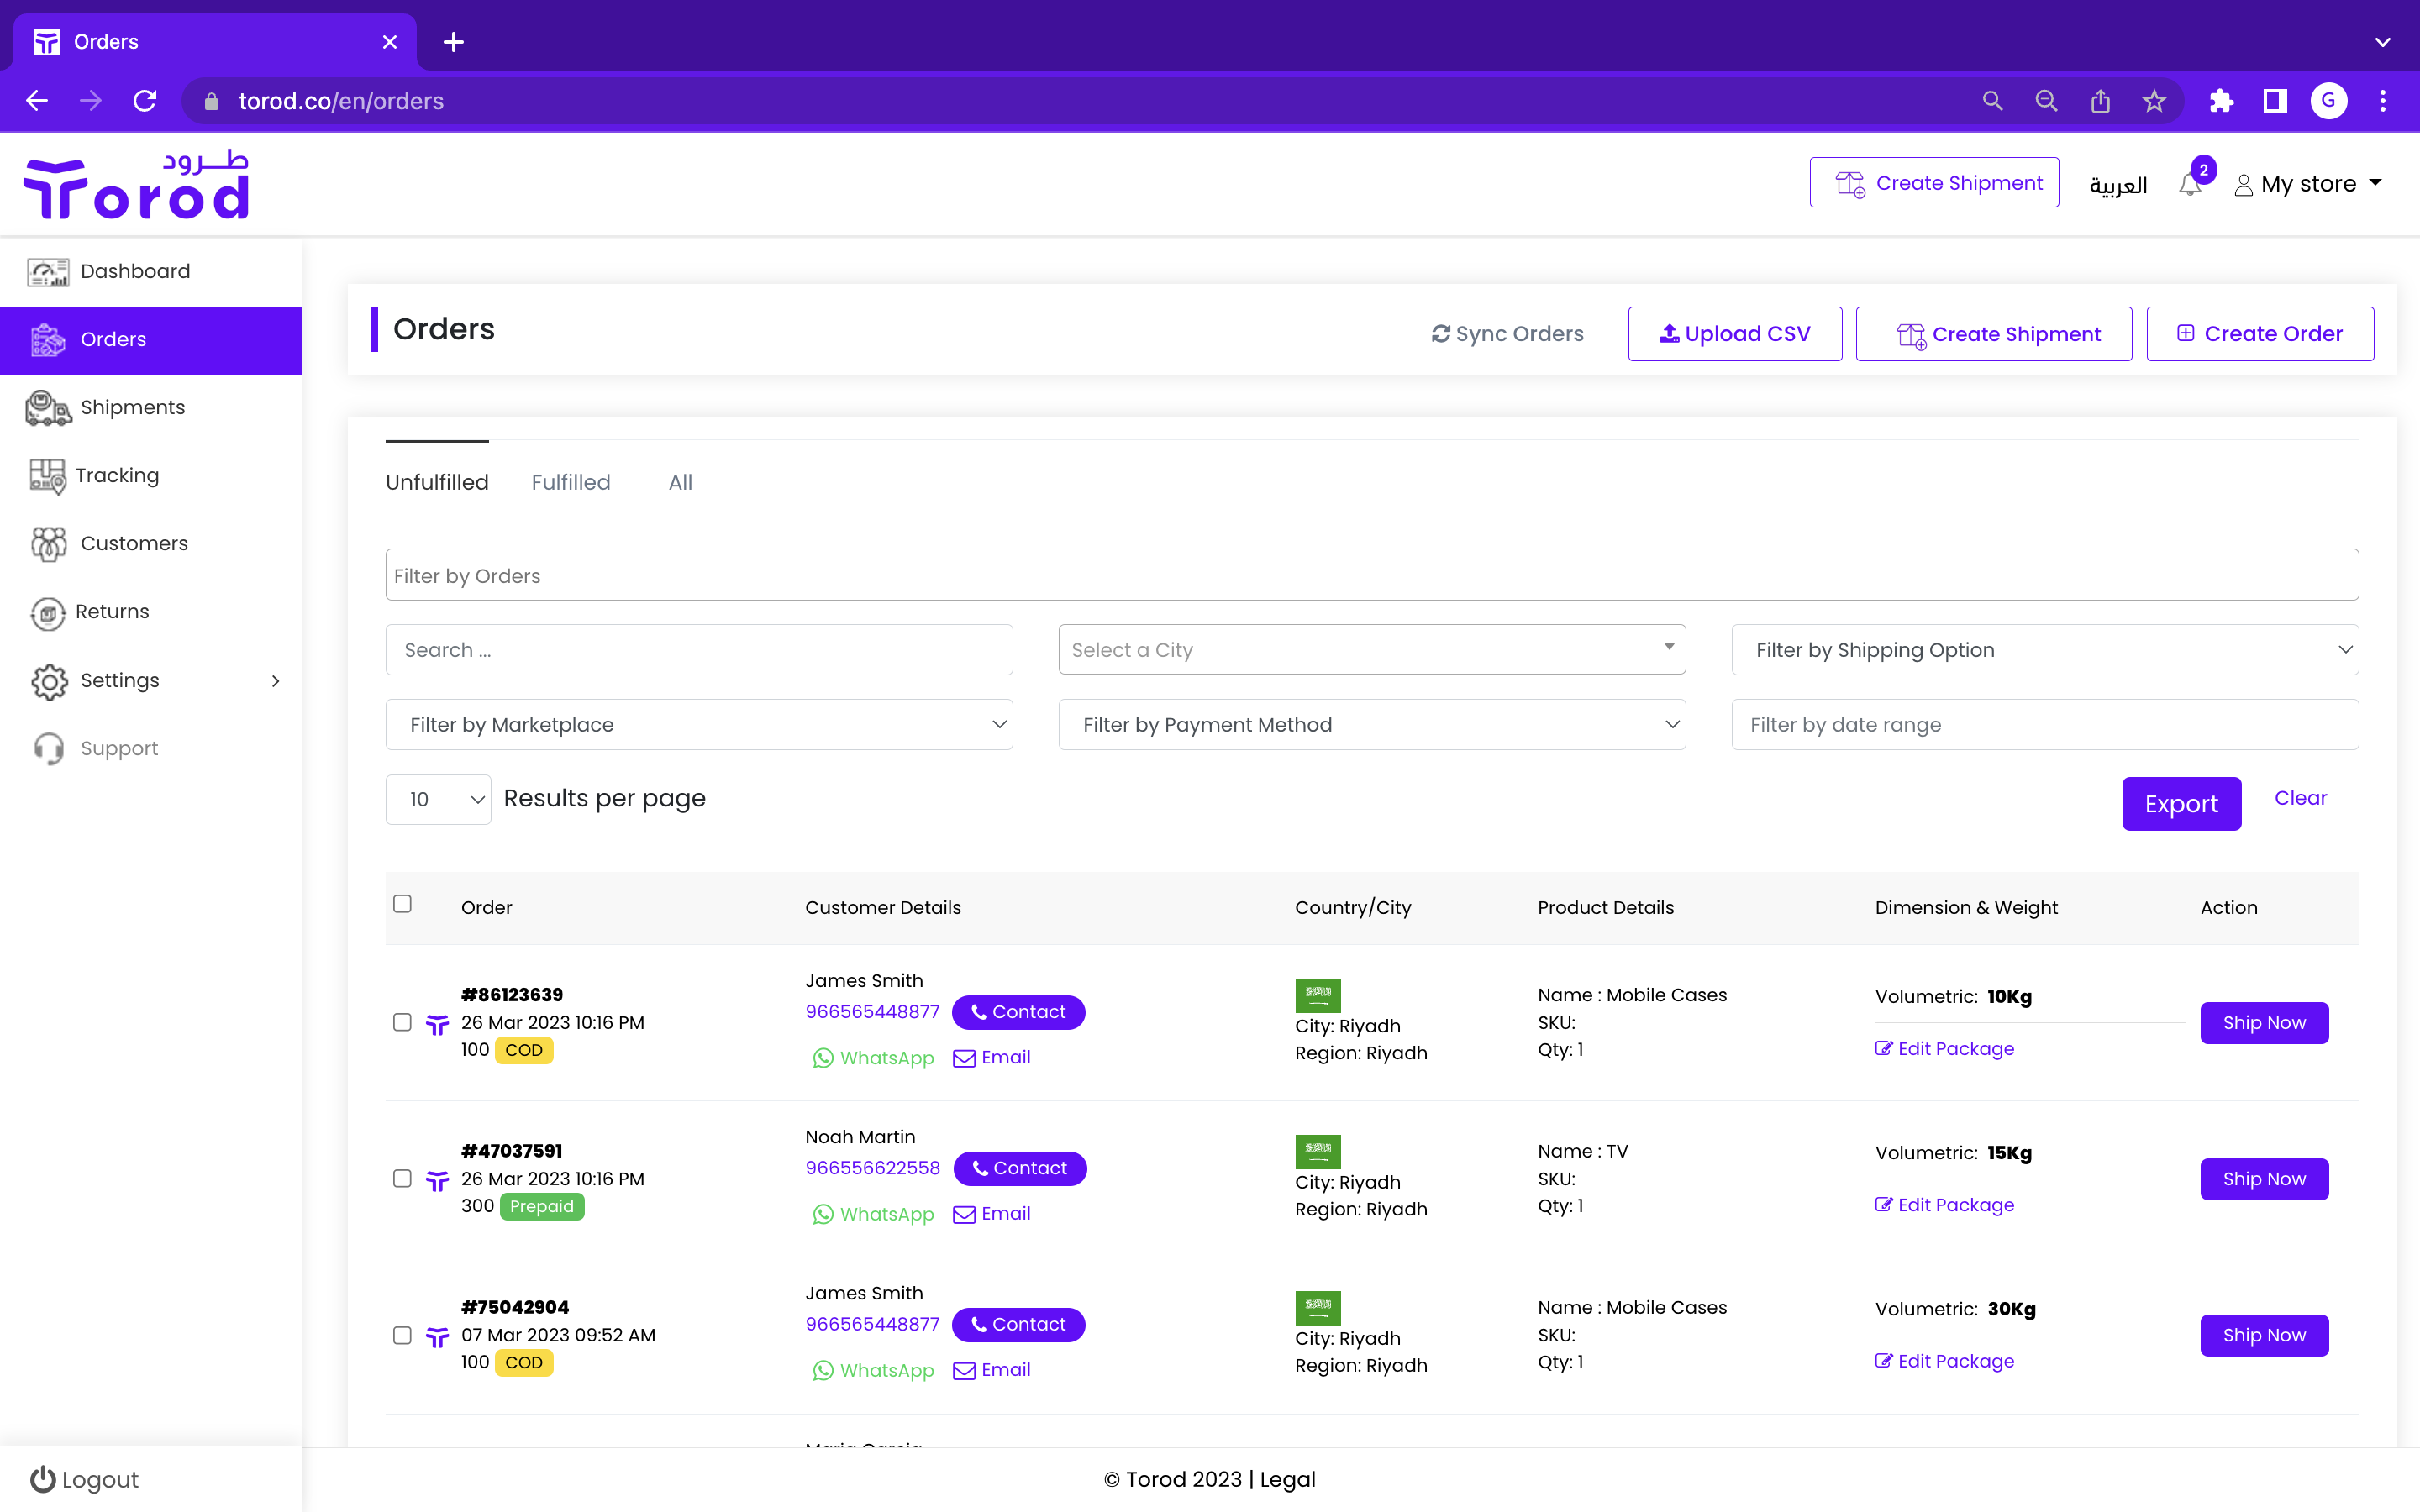 Orders
torod.co/en/orders
G
طرود
Torod
Create Shipment
العربية
2
My store
Dashboard
Orders
Shipments
Tracking
Customers
Returns
Settings
Support
Logout
Orders
Sync Orders
Upload CSV
Create Shipment
Create Order
Unfulfilled
Fulfilled
All
Filter by Orders
Search ...
Select a City
Filter by Shipping Option
Filter by Marketplace
Filter by Payment Method
Filter by date range
10
Results per page
Export
Clear
Order
Customer Details
Country/City
Product Details
Dimension & Weight
Action
#86123639
26 Mar 2023 10:16 PM
100 COD
James Smith
966565448877 Contact
WhatsApp Email
City: Riyadh
Region: Riyadh
Name : Mobile Cases
SKU:
Qty: 1
Volumetric: 10Kg
Edit Package
Ship Now
#47037591
26 Mar 2023 10:16 PM
300 Prepaid
Noah Martin
966556622558 Contact
WhatsApp Email
City: Riyadh
Region: Riyadh
Name : TV
SKU:
Qty: 1
Volumetric: 15Kg
Edit Package
Ship Now
#75042904
07 Mar 2023 09:52 AM
100 COD
James Smith
966565448877 Contact
WhatsApp Email
City: Riyadh
Region: Riyadh
Name : Mobile Cases
SKU:
Qty: 1
Volumetric: 30Kg
Edit Package
Ship Now
© Torod 2023 | Legal